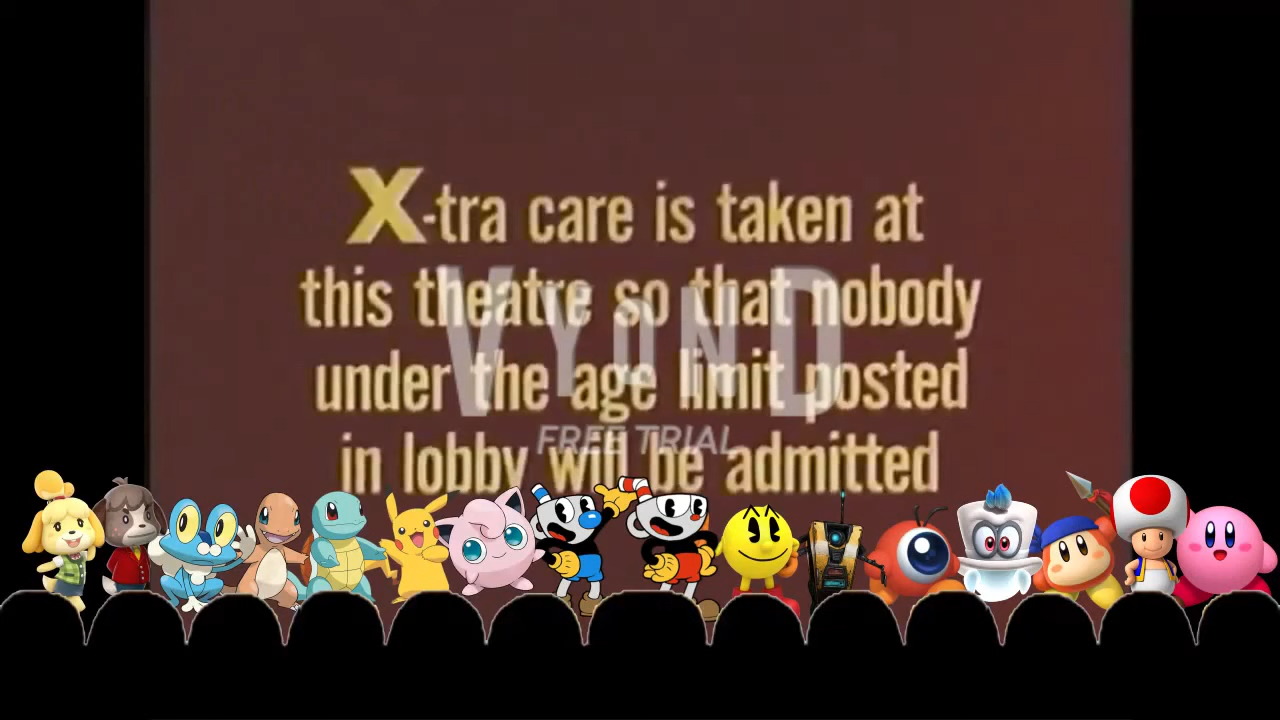 X-tra care is taken at
this theatre so that nobody
under the age limit posted
in lobby will be admitted
VYOND
FREE TRIAL